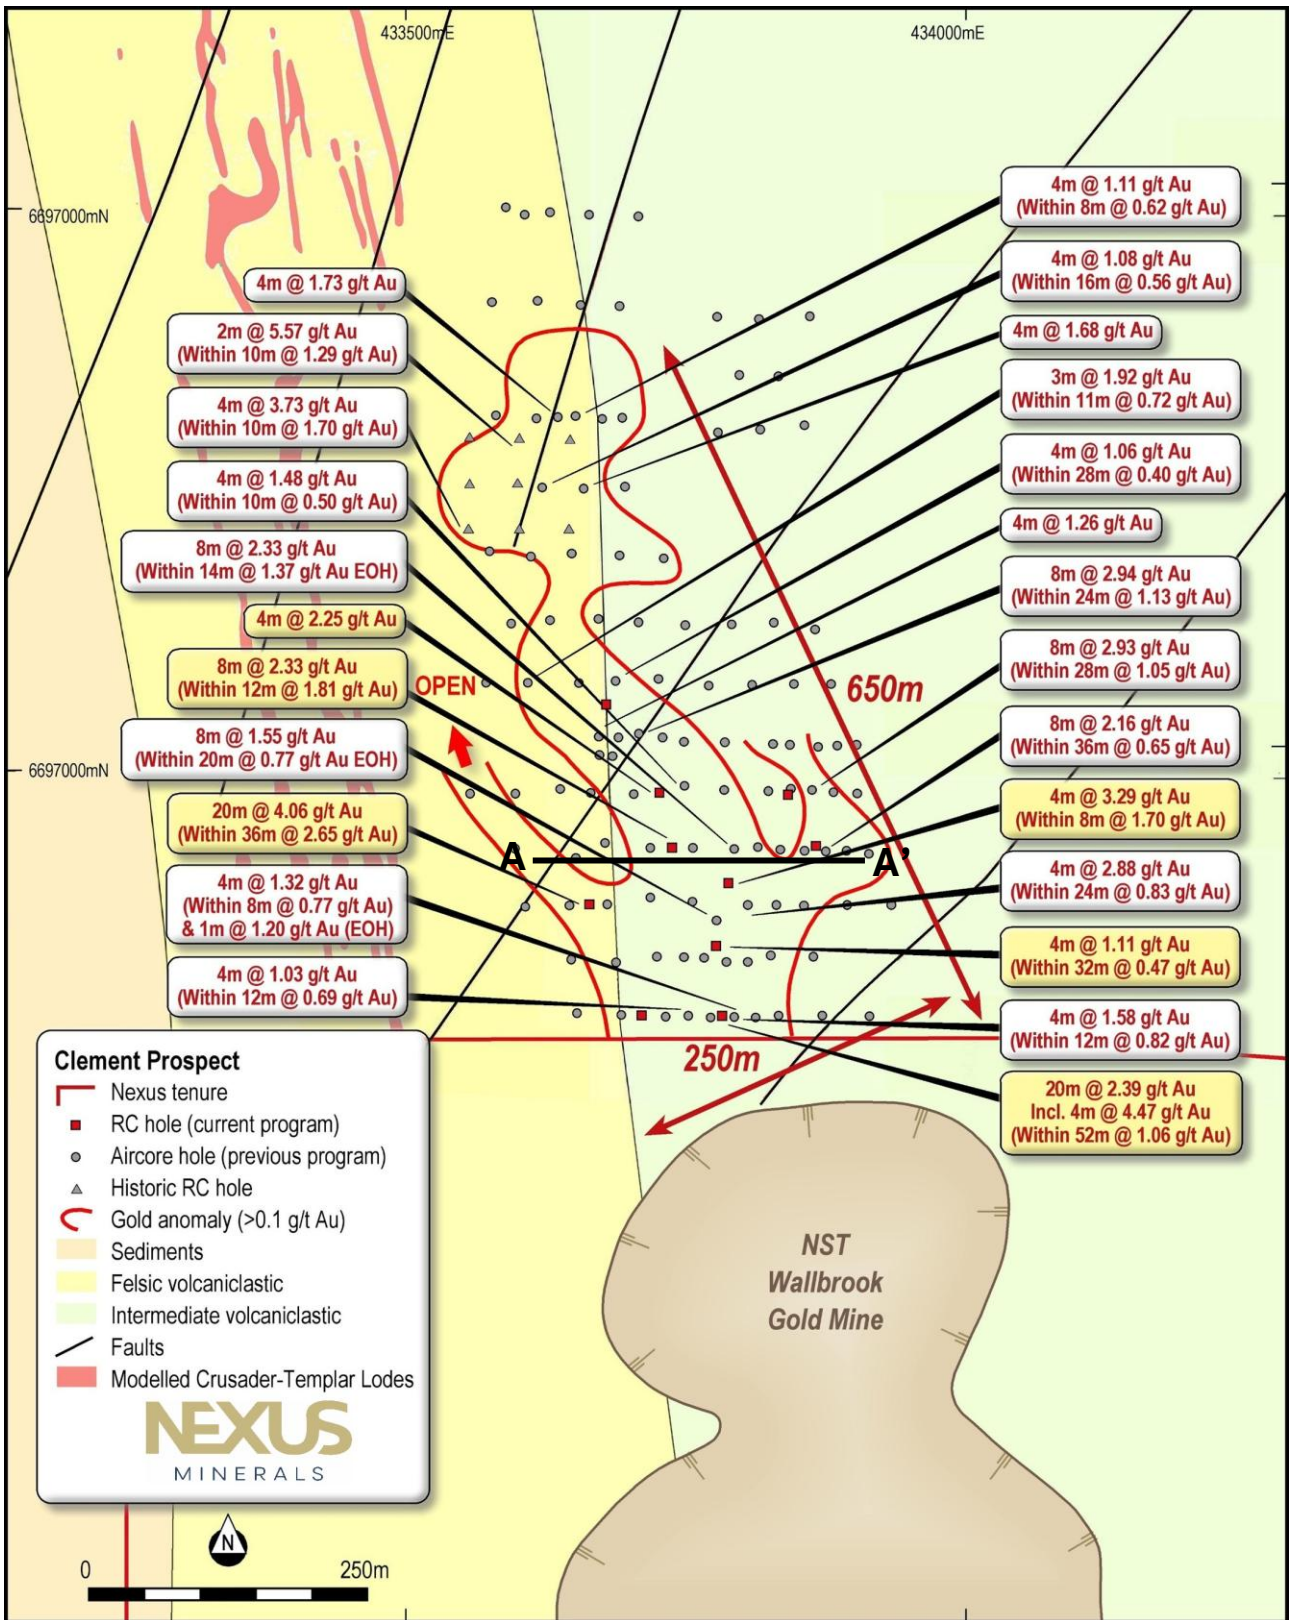 433500mE
434000mE
6697000mN
6697000mN
4m @ 1.73 g/t Au
2m @ 5.57 g/t Au
(Within 10m @ 1.29 g/t Au)
4m @ 3.73 g/t Au
(Within 10m @ 1.70 g/t Au)
4m @ 1.48 g/t Au
(Within 10m @ 0.50 g/t Au)
8m @ 2.33 g/t Au
(Within 14m @ 1.37 g/t Au EOH)
4m @ 2.25 g/t Au
8m @ 2.33 g/t Au
(Within 12m @ 1.81 g/t Au)
8m @ 1.55 g/t Au
(Within 20m @ 0.77 g/t Au EOH)
20m @ 4.06 g/t Au
(Within 36m @ 2.65 g/t Au)
4m @ 1.32 g/t Au
(Within 8m @ 0.77 g/t Au)
& 1m @ 1.20 g/t Au (EOH)
4m @ 1.03 g/t Au
(Within 12m @ 0.69 g/t Au)
4m @ 1.11 g/t Au
(Within 8m @ 0.62 g/t Au)
4m @ 1.08 g/t Au
(Within 16m @ 0.56 g/t Au)
4m @ 1.68 g/t Au
3m @ 1.92 g/t Au
(Within 11m @ 0.72 g/t Au)
4m @ 1.06 g/t Au
(Within 28m @ 0.40 g/t Au)
4m @ 1.26 g/t Au
8m @ 2.94 g/t Au
(Within 24m @ 1.13 g/t Au)
8m @ 2.93 g/t Au
(Within 28m @ 1.05 g/t Au)
8m @ 2.16 g/t Au
(Within 36m @ 0.65 g/t Au)
4m @ 3.29 g/t Au
(Within 8m @ 1.70 g/t Au)
4m @ 2.88 g/t Au
(Within 24m @ 0.83 g/t Au)
4m @ 1.11 g/t Au
(Within 32m @ 0.47 g/t Au)
4m @ 1.58 g/t Au
(Within 12m @ 0.82 g/t Au)
20m @ 2.39 g/t Au
Incl. 4m @ 4.47 g/t Au
(Within 52m @ 1.06 g/t Au)
OPEN
650m
A
A'
250m
NST
Wallbrook
Gold Mine
Clement Prospect
Nexus tenure
RC hole (current program)
Aircore hole (previous program)
Historic RC hole
Gold anomaly (>0.1 g/t Au)
Sediments
Felsic volcaniclastic
Intermediate volcaniclastic
Faults
Modelled Crusader-Templar Lodes
NEXUS
MINERALS
N
0
250m